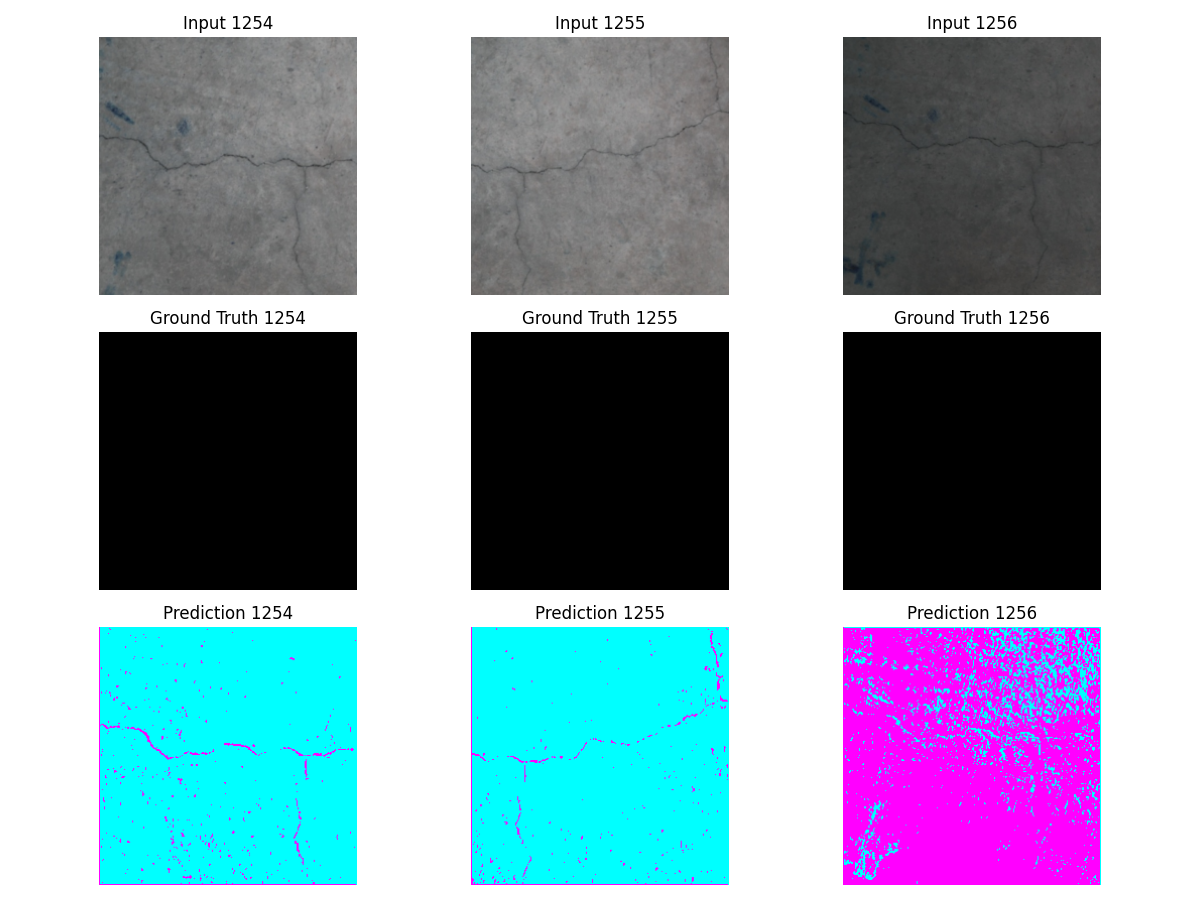 Input 1254
Input 1255
Input 1256
Ground Truth 1254
Ground Truth 1255
Ground Truth 1256
Prediction 1254
Prediction 1255
Prediction 1256